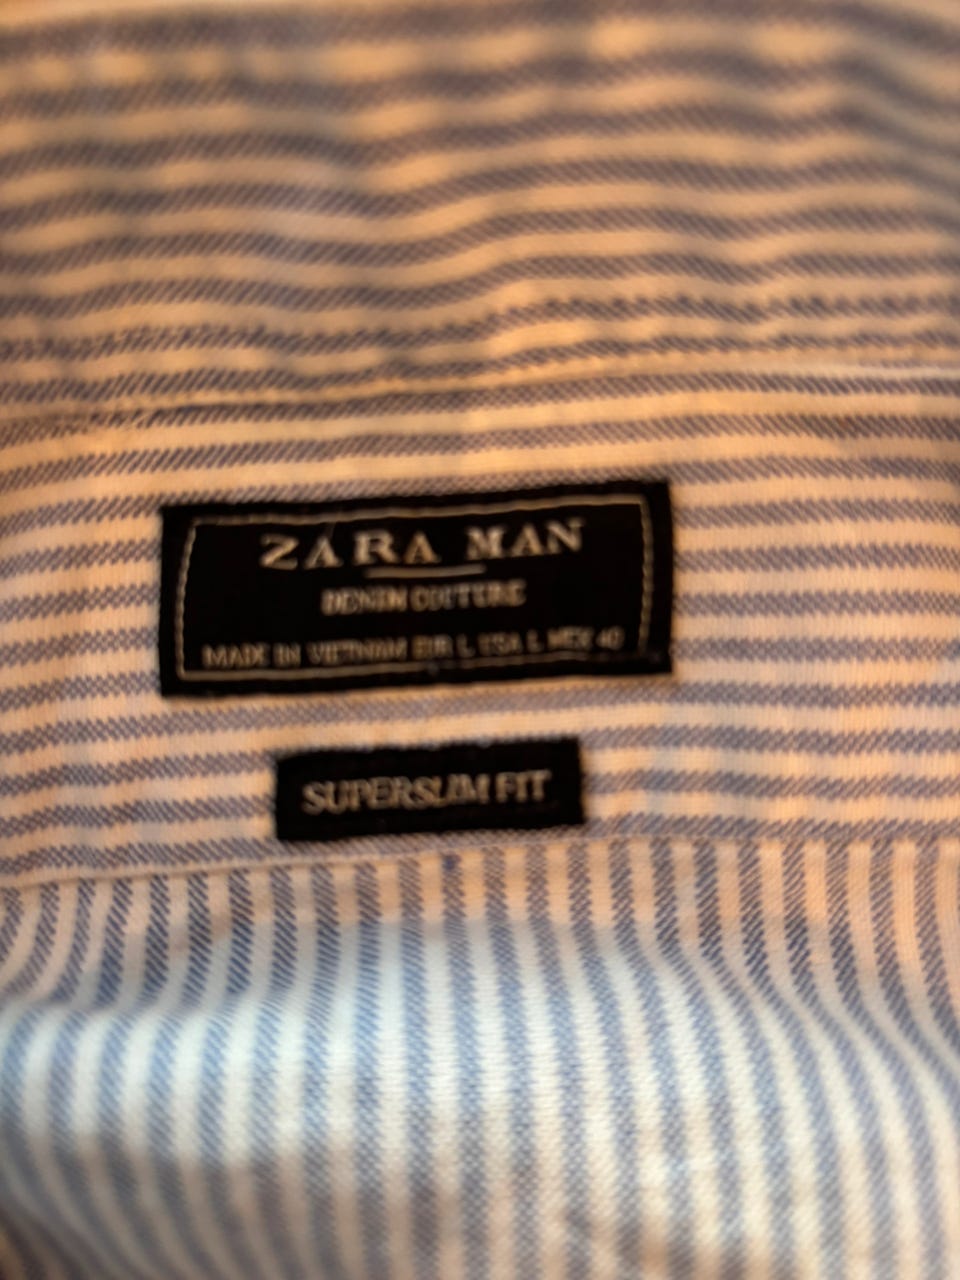 ZARA MAN
DENIM COUTURE
MADE IN VIETNAM EUR L USA L MEX 40
SUPERSLIM FIT